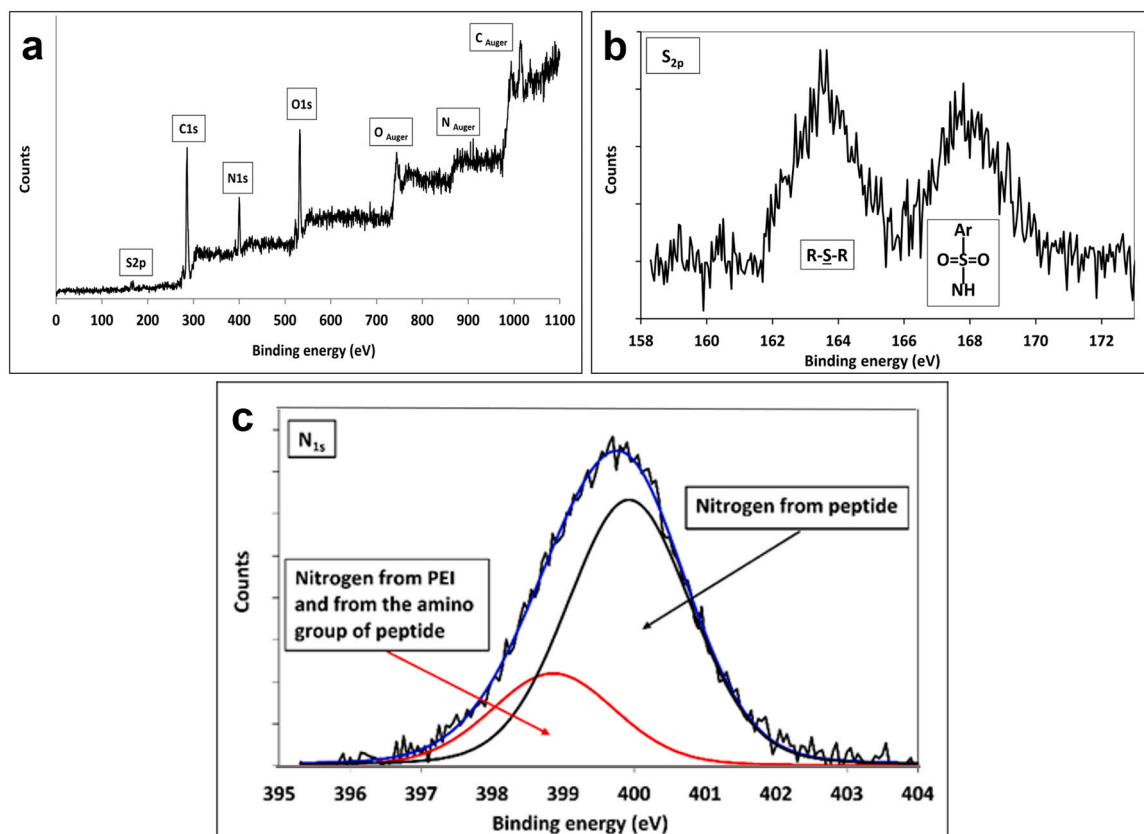 a
C Auger
O1s
C1s
O Auger
N Auger
N1s
S2p
Counts
0 100 200 300 400 500 600 700 800 900 1000 1100
Binding energy (eV)
b
S2p
Counts
R-S-R
Ar
O=S=O
NH
158 160 162 164 166 168 170 172
Binding energy (eV)
c
N1s
Nitrogen from peptide
Nitrogen from PEI
and from the amino
group of peptide
Counts
395 396 397 398 399 400 401 402 403 404
Binding energy (eV)